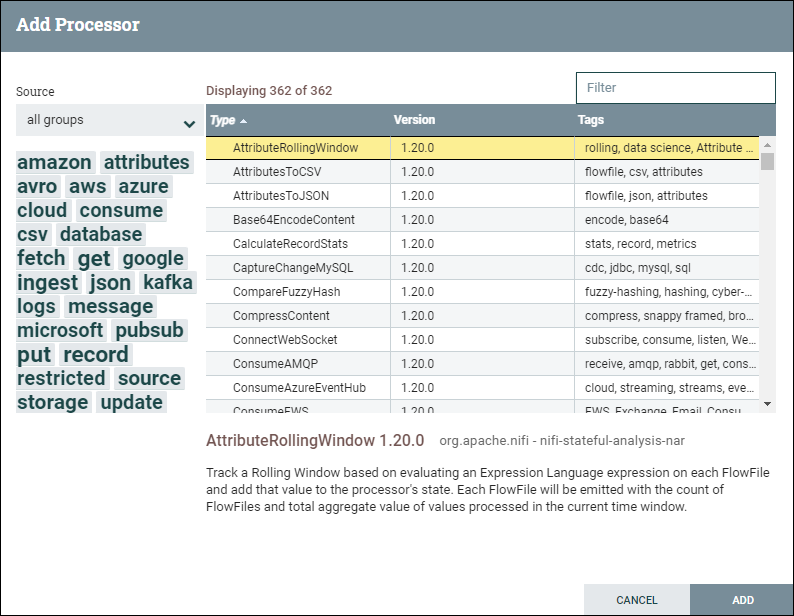 Add Processor
Source
Displaying 362 of 362
Filter
all groups
Type Version Tags
amazon attributes
avro aws azure
cloud consume
csv database
fetch get google
ingest json kafka
logs message
microsoft pubsub
put record
restricted source
storage update
AttributeRollingWindow 1.20.0 rolling, data science, Attribute ...
AttributesToCSV 1.20.0 flowfile, csv, attributes
AttributesToJSON 1.20.0 flowfile, json, attributes
Base64EncodeContent 1.20.0 encode, base64
CalculateRecordStats 1.20.0 stats, record, metrics
CaptureChangeMySQL 1.20.0 cdc, jdbc, mysql, sql
CompareFuzzyHash 1.20.0 fuzzy-hashing, hashing, cyber-...
CompressContent 1.20.0 compress, snappy framed, bro...
ConnectWebSocket 1.20.0 subscribe, consume, listen, We...
ConsumeAMQP 1.20.0 receive, amqp, rabbit, get, cons...
ConsumeAzureEventHub 1.20.0 cloud, streaming, streams, eve...
ConsumeEWS 1.20.0 EWS, Exchange, Email, Consu...
AttributeRollingWindow 1.20.0 org.apache.nifi - nifi-stateful-analysis-nar
Track a Rolling Window based on evaluating an Expression Language expression on each FlowFile
and add that value to the processor's state. Each FlowFile will be emitted with the count of
FlowFiles and total aggregate value of values processed in the current time window.
CANCEL ADD